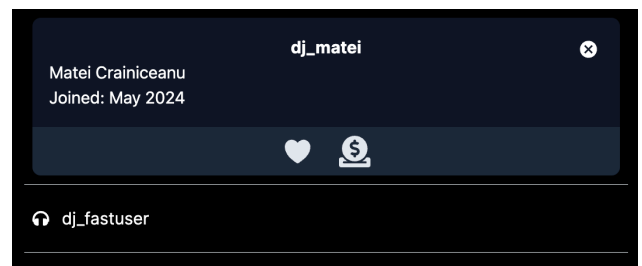 dj_matei
Matei Crainiceanu
Joined: May 2024
$
dj_fastuser